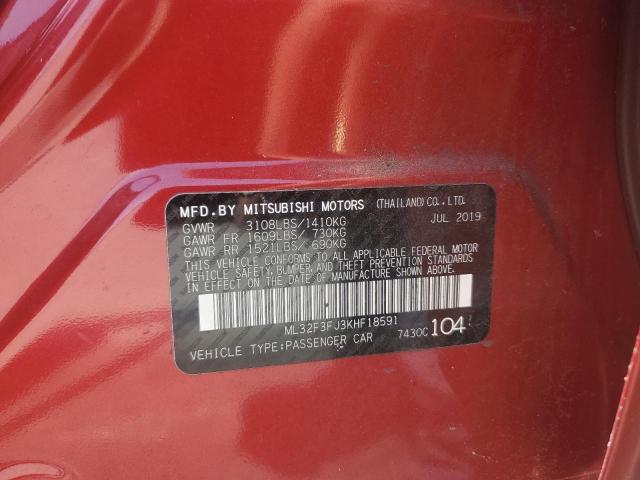 MFD.BY MITSUBISHI MOTORS (THAILAND)CO.,LTD.
GVWR 3108LBS/1410KG JUL 2019
GAWR FR 1609LBS/ 730KG
GAWR RR 1521LBS/ 690KG
THIS VEHICLE CONFORMS TO ALL APPLICABLE FEDERAL MOTOR
VEHICLE SAFETY, BUMPER, AND THEFT PREVENTION STANDARDS
IN EFFECT ON THE DATE OF MANUFACTURE SHOWN ABOVE.
ML32F3FJ3KHF18591
VEHICLE TYPE:PASSENGER CAR 7430C 104